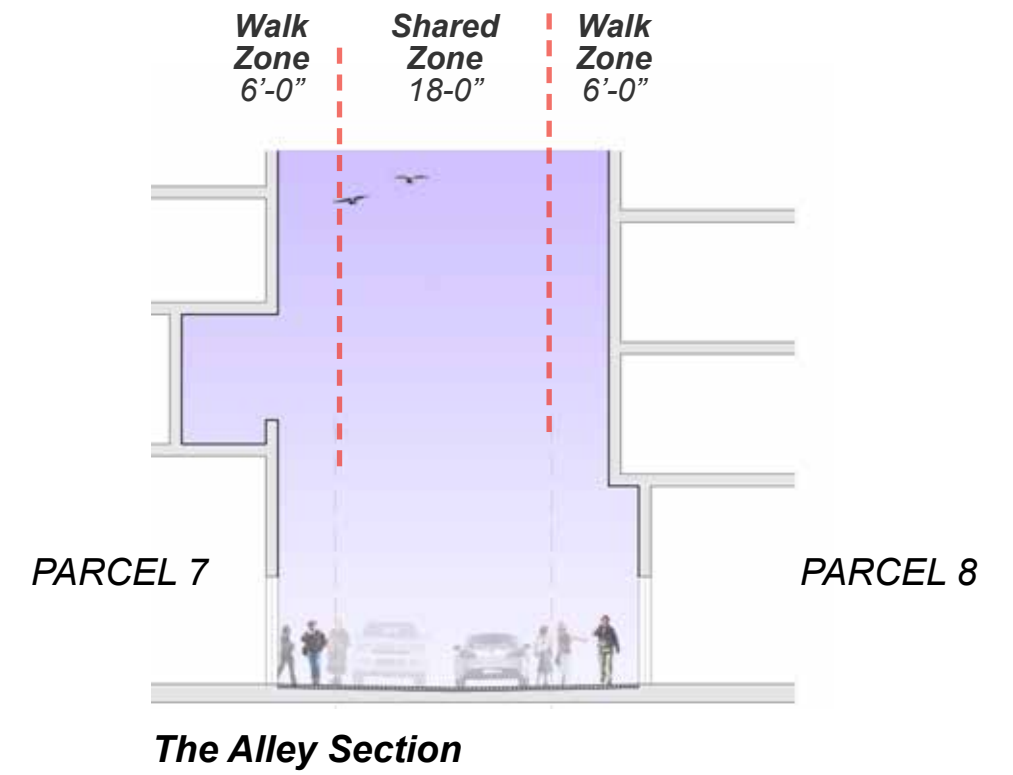 Walk
Zone
6’-0”
Shared
Zone
18-0”
Walk
Zone
6’-0”
PARCEL 7
PARCEL 8
The Alley Section